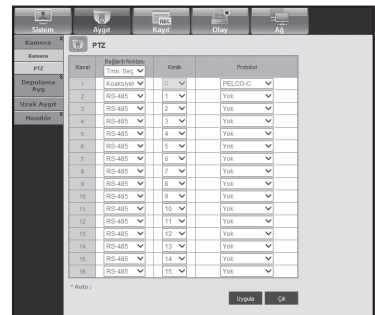 Sistem Aygıt Kayıt Olay Ağ
REC
Kamera
Kamera
PTZ
Depolama Ayg
Uzak Aygıt
Monitör
PTZ
Kanal Bağlantı Noktası Kimlik Protokol
Tmn. Seç
1 Koaksiyel 0 PELCO-C
2 RS-485 1 Yok
3 RS-485 2 Yok
4 RS-485 3 Yok
5 RS-485 4 Yok
6 RS-485 5 Yok
7 RS-485 6 Yok
8 RS-485 7 Yok
9 RS-485 8 Yok
10 RS-485 9 Yok
11 RS-485 10 Yok
12 RS-485 11 Yok
13 RS-485 12 Yok
14 RS-485 13 Yok
15 RS-485 14 Yok
16 RS-485 15 Yok
* Auto :
Uygula Çık